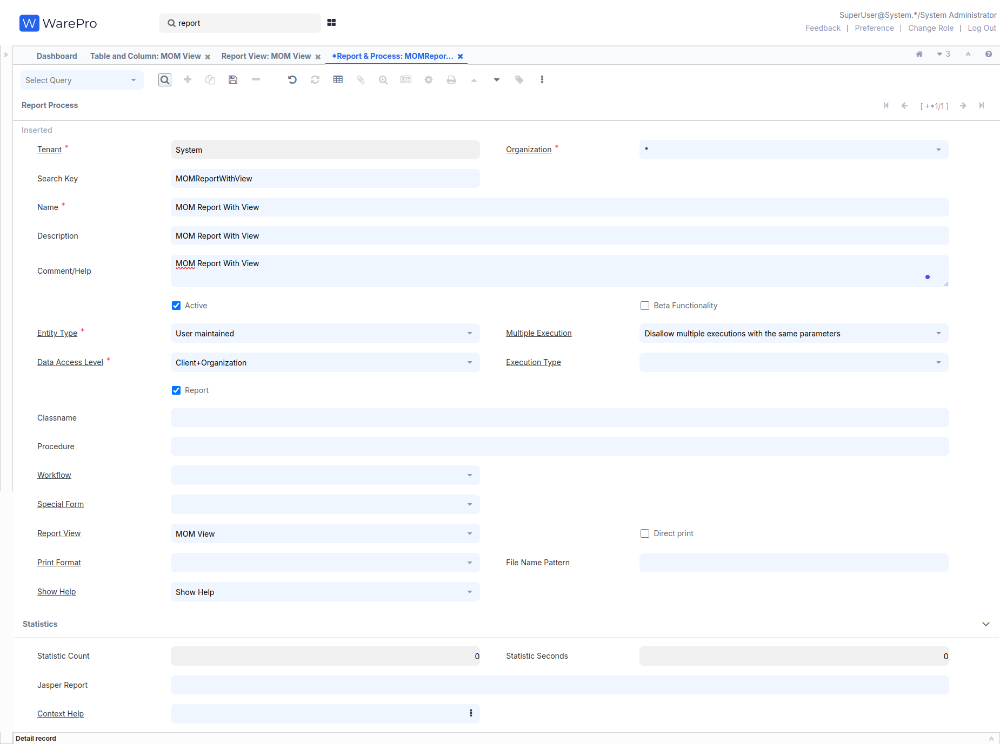 W WarePro
report
SuperUser@System.*/System Administrator
Feedback | Preference | Change Role | Log Out
Dashboard
Table and Column: MOM View
Report View: MOM View
*Report & Process: MOMRepor...
3
Select Query
Report Process
[ +*1/1 ]
Inserted
Tenant * System
Organization * *
Search Key MOMReportWithView
Name * MOM Report With View
Description MOM Report With View
Comment/Help MOM Report With View
Active
Beta Functionality
Entity Type * User maintained
Multiple Execution Disallow multiple executions with the same parameters
Data Access Level * Client+Organization
Execution Type
Report
Classname
Procedure
Workflow
Special Form
Report View MOM View
Direct print
Print Format
File Name Pattern
Show Help Show Help
Statistics
Statistic Count 0
Statistic Seconds 0
Jasper Report
Context Help
Detail record